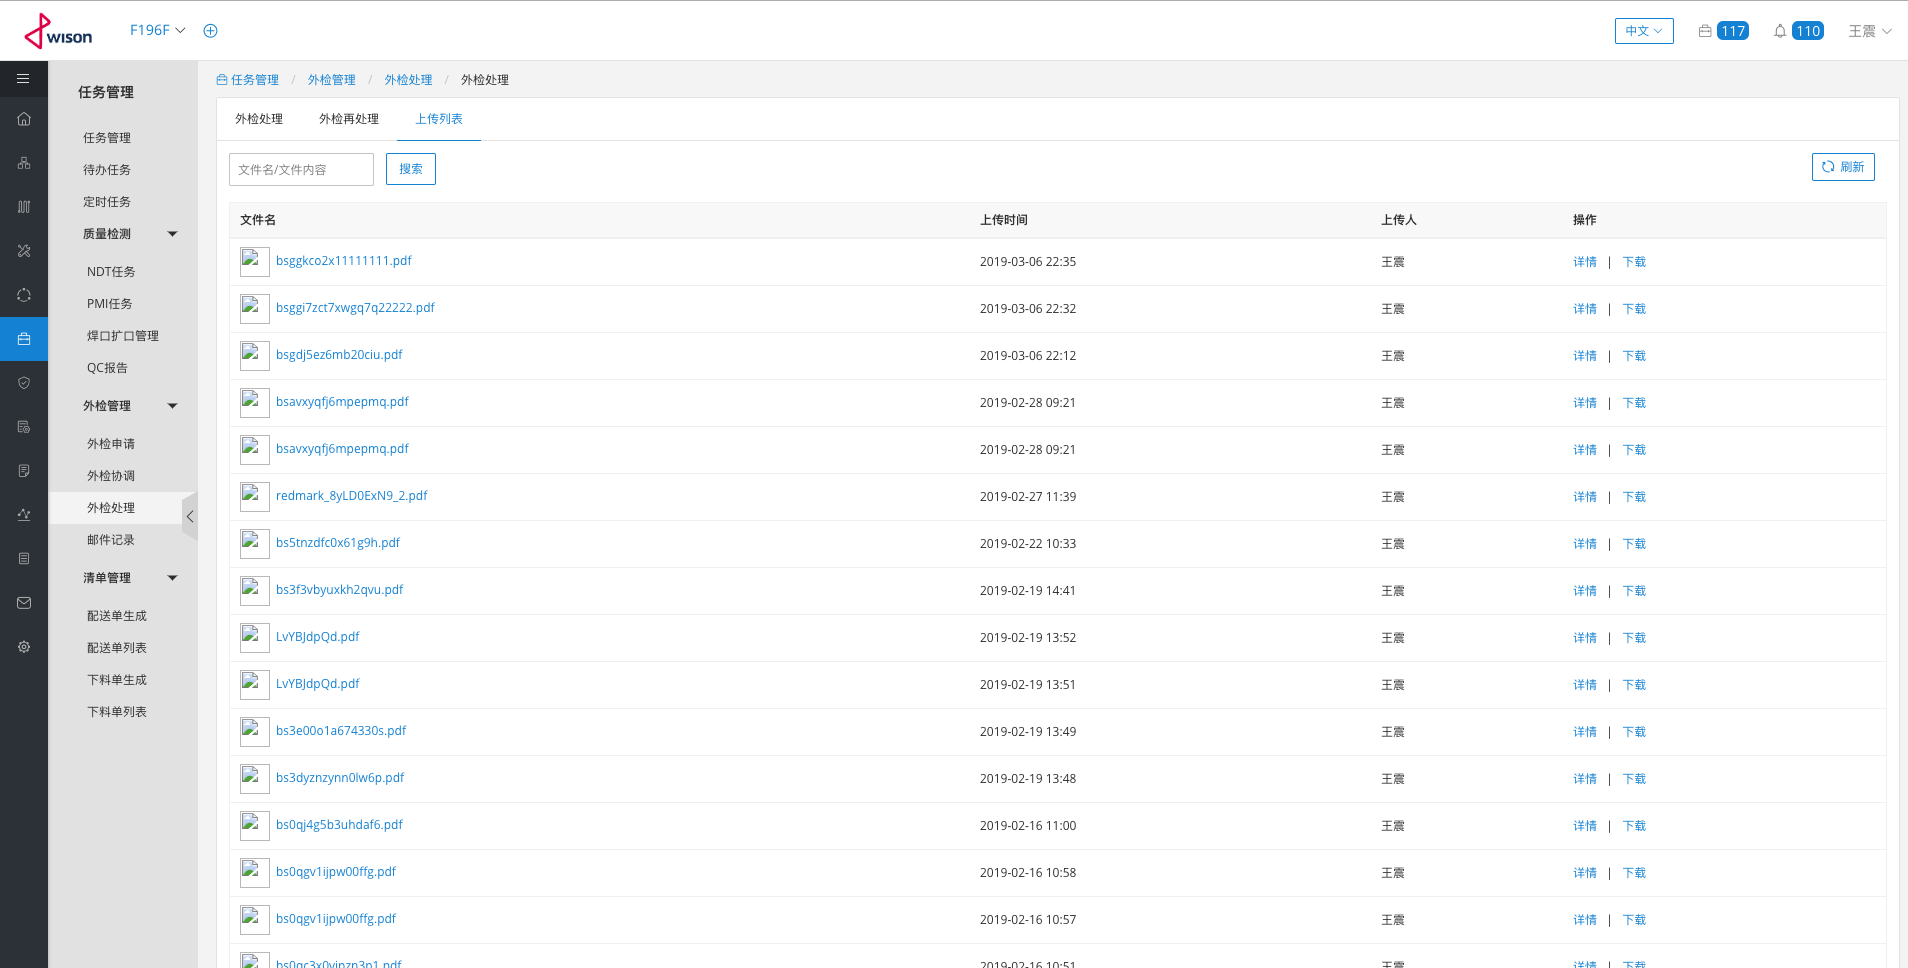 wison
F196F
中文
117
110
王震
任务管理
任务管理
待办任务
定时任务
质量检测
NDT任务
PMI任务
焊口扩口管理
QC报告
外检管理
外检申请
外检协调
外检处理
邮件记录
清单管理
配送单生成
配送单列表
下料单生成
下料单列表
任务管理 / 外检管理 / 外检处理 / 外检处理
外检处理 外检再处理 上传列表
文件名/文件内容 搜索 刷新
文件名 上传时间 上传人 操作
bsggkco2x11111111.pdf 2019-03-06 22:35 王震 详情 | 下载
bsggi7zct7xwgq7q22222.pdf 2019-03-06 22:32 王震 详情 | 下载
bsgdj5ez6mb20ciu.pdf 2019-03-06 22:12 王震 详情 | 下载
bsavxyqfj6mpepmq.pdf 2019-02-28 09:21 王震 详情 | 下载
bsavxyqfj6mpepmq.pdf 2019-02-28 09:21 王震 详情 | 下载
redmark_8yLD0ExN9_2.pdf 2019-02-27 11:39 王震 详情 | 下载
bs5tnzdfc0x61g9h.pdf 2019-02-22 10:33 王震 详情 | 下载
bs3f3vbyuxkh2qvu.pdf 2019-02-19 14:41 王震 详情 | 下载
LvYBJdpQd.pdf 2019-02-19 13:52 王震 详情 | 下载
LvYBJdpQd.pdf 2019-02-19 13:51 王震 详情 | 下载
bs3e00o1a674330s.pdf 2019-02-19 13:49 王震 详情 | 下载
bs3dyznzynn0lw6p.pdf 2019-02-19 13:48 王震 详情 | 下载
bs0qj4g5b3uhdaf6.pdf 2019-02-16 11:00 王震 详情 | 下载
bs0qgv1ijpw00ffg.pdf 2019-02-16 10:58 王震 详情 | 下载
bs0qgv1ijpw00ffg.pdf 2019-02-16 10:57 王震 详情 | 下载
2019-02-16 10:51 王震 详情 | 下载